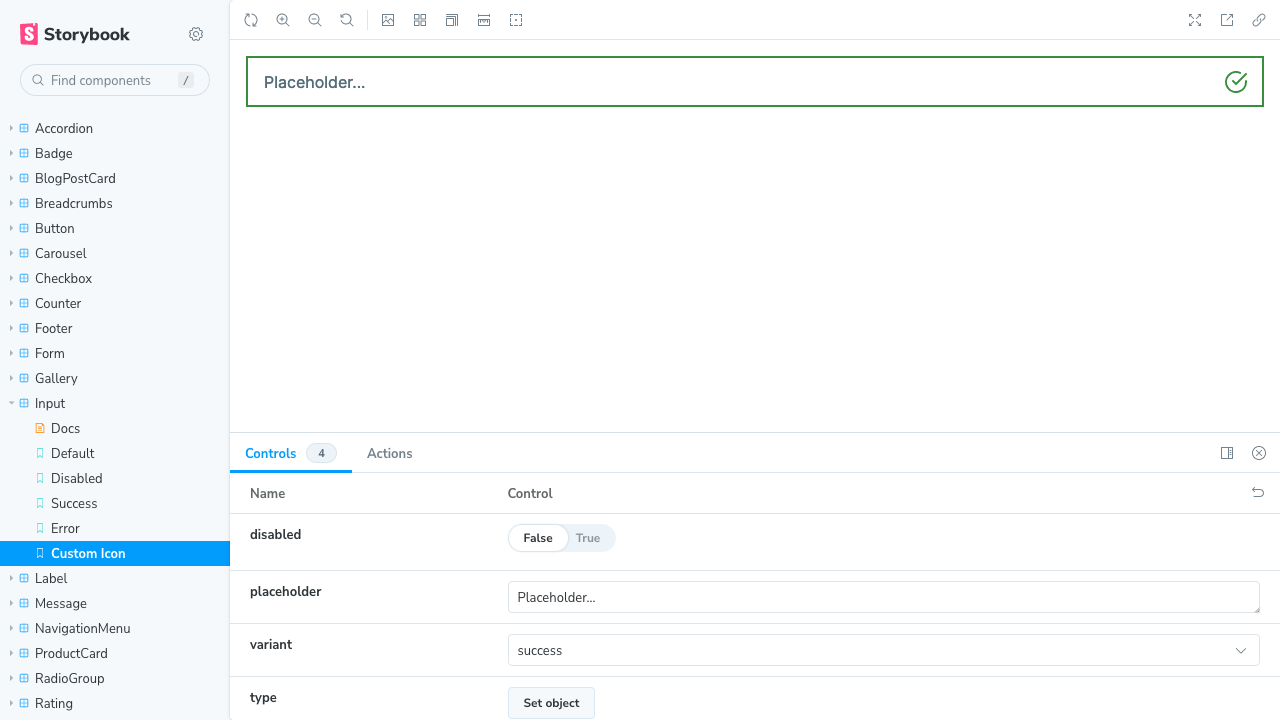 Storybook
Find components /
Accordion
Badge
BlogPostCard
Breadcrumbs
Button
Carousel
Checkbox
Counter
Footer
Form
Gallery
Input
Docs
Default
Disabled
Success
Error
Custom Icon
Label
Message
NavigationMenu
ProductCard
RadioGroup
Rating
Placeholder...
Controls 4 Actions
Name Control
disabled False True
placeholder Placeholder...
variant success
type Set object